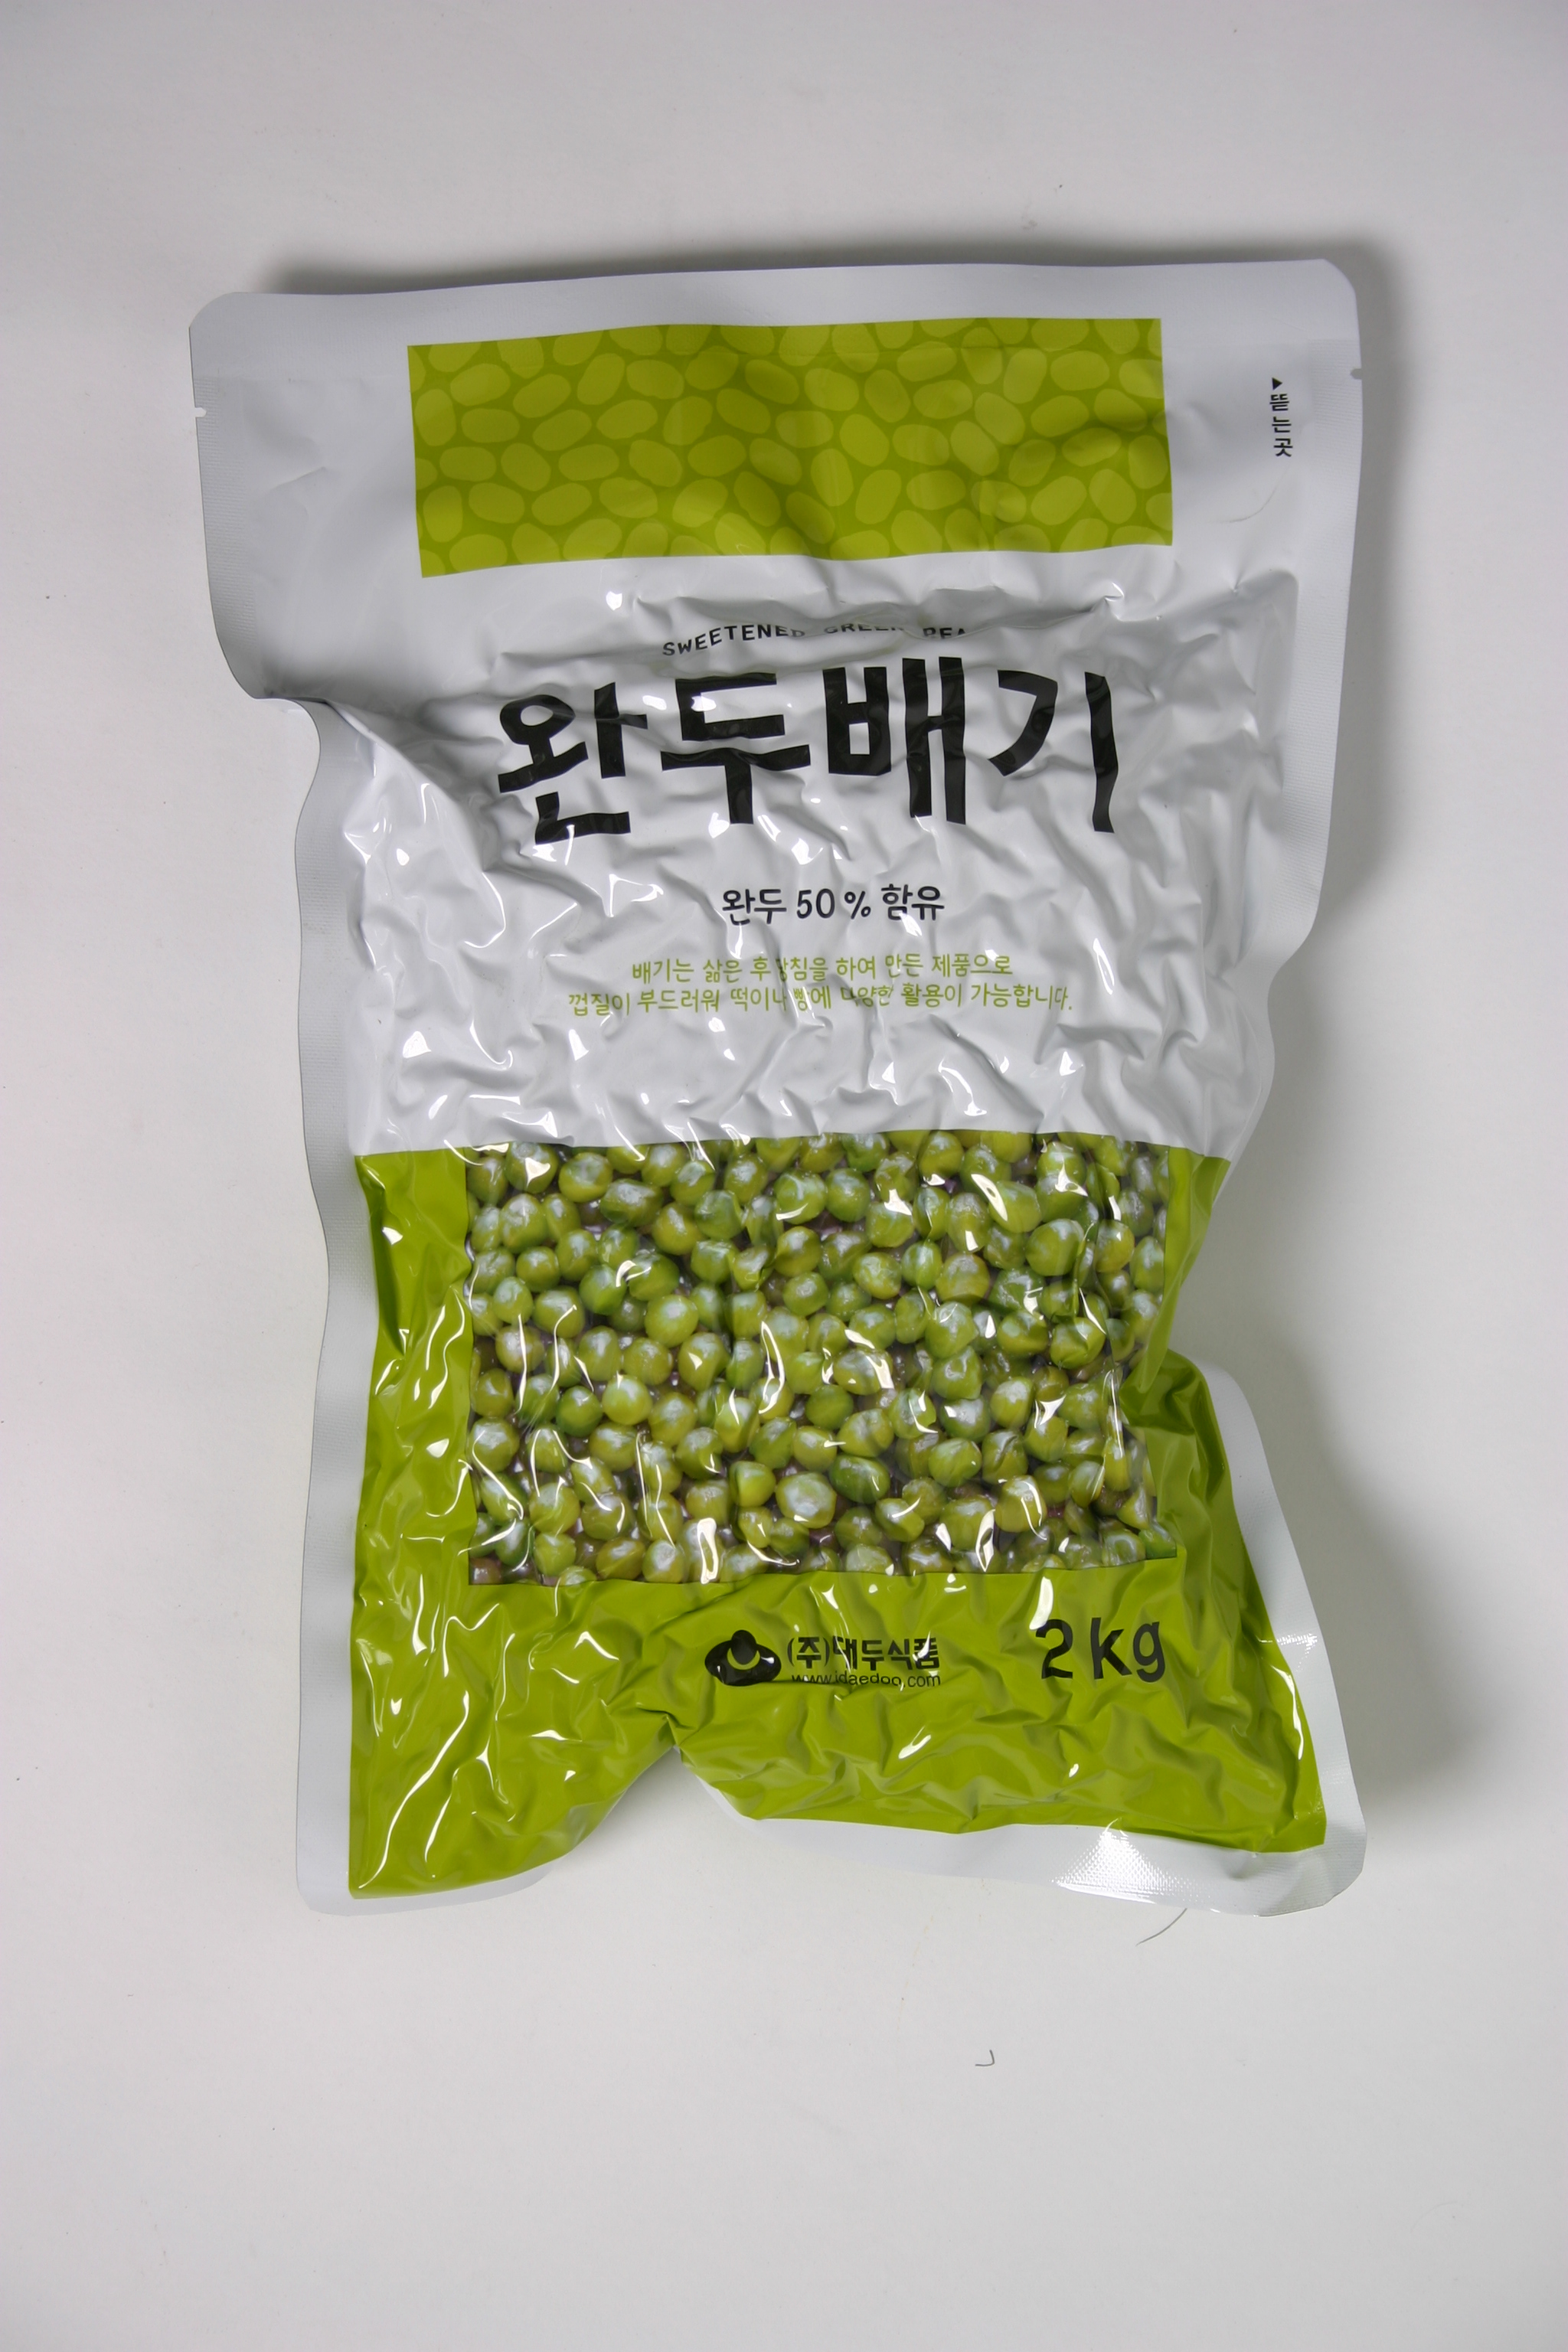 ▶뜯는곳
SWEETENED GREEN PEA
완두배기
완두 50% 함유
배기는 삶은 후 당침을 하여 만든 제품으로
껍질이 부드러워 떡이나 빵에 다양한 활용이 가능합니다.
(주)대두식품
www.idaedoo.com
2kg